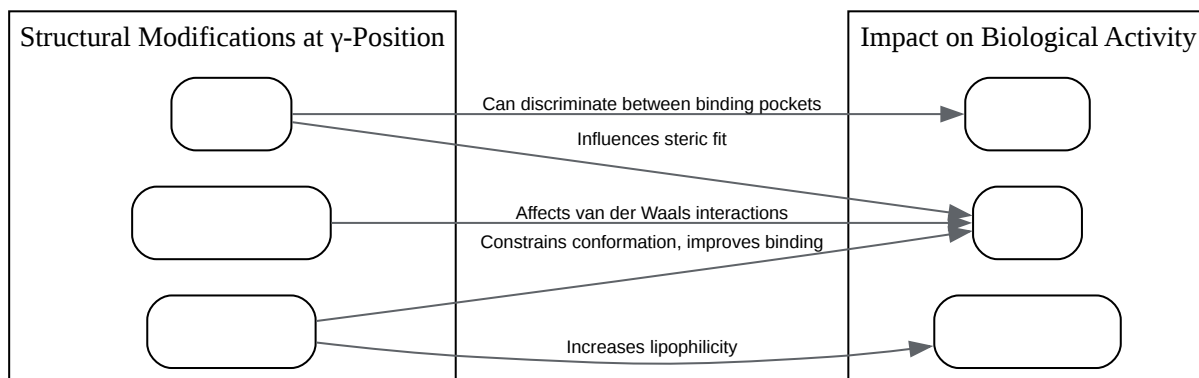 Structural Modifications at γ-Position
Impact on Biological Activity
Can discriminate between binding pockets
Influences steric fit
Affects van der Waals interactions
Constrains conformation, improves binding
Increases lipophilicity